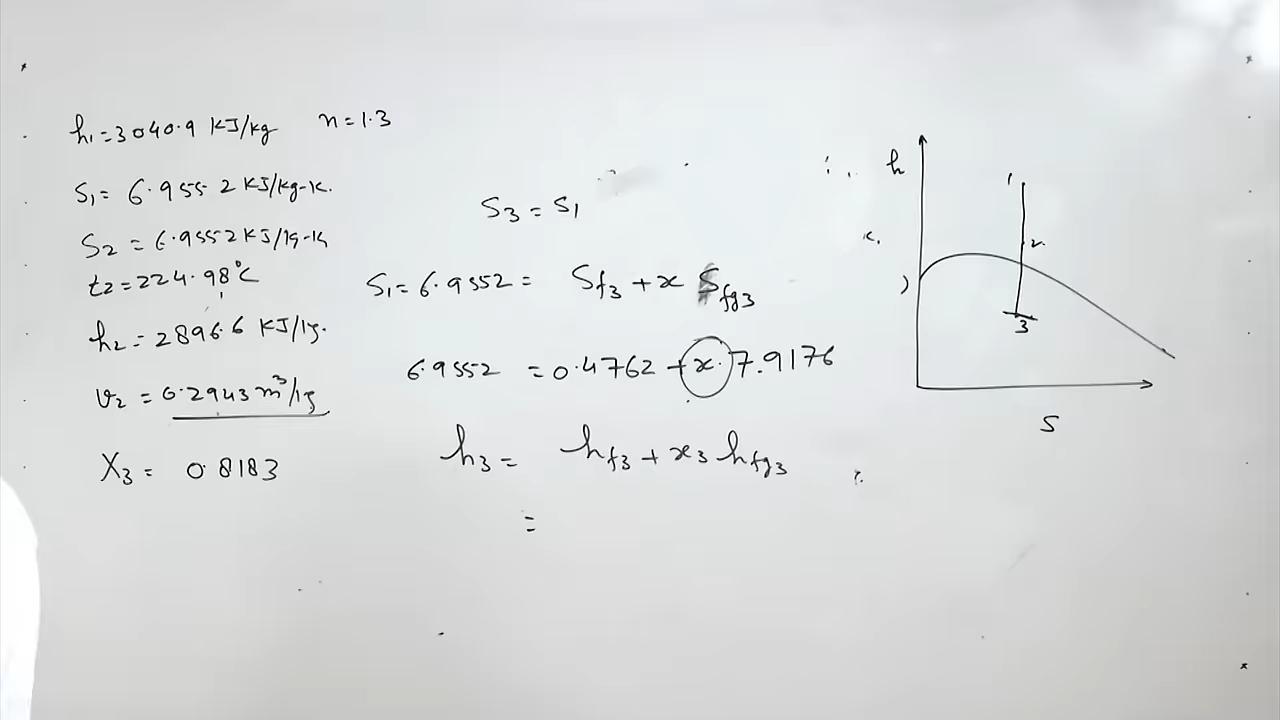 h₁=3040.9 KJ/kg n=1.3
S₁= 6.9552 KJ/kg-K.
S₂ = 6.9552 KJ/kg-K
t₂=224.98°C
h₂= 2896.6 KJ/kg.
v₂ = 0.2943 m³/kg
X₃ = 0.8183
S₃ = S₁
S₁= 6.9552 = Sf₃ + x Sfg₃
6.9552 = 0.4762 + x. 7.9176
h₃ = hf₃ + x₃ hfg₃
=
h
1
2
3
S